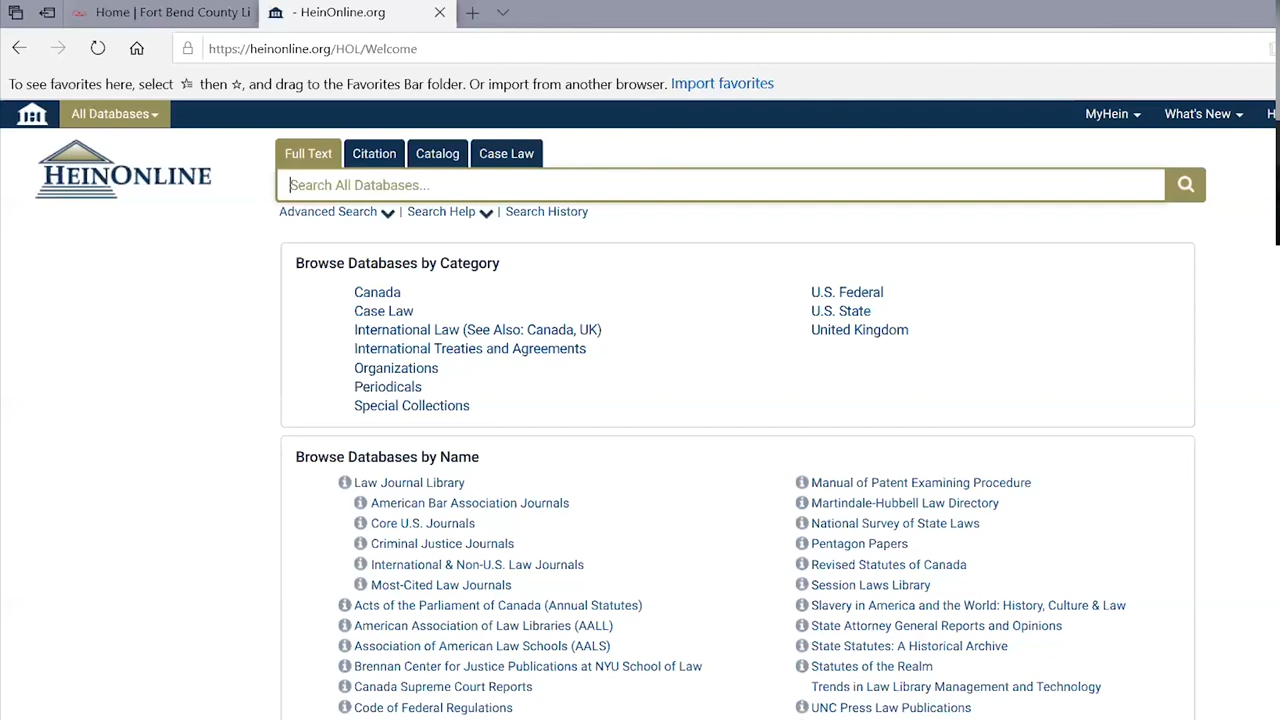 Home | Fort Bend County Li
- HeinOnline.org
https://heinonline.org/HOL/Welcome
To see favorites here, select then , and drag to the Favorites Bar folder. Or import from another browser. Import favorites
All Databases
MyHein
What's New
H
HEINONLINE
Full Text
Citation
Catalog
Case Law
Search All Databases...
Advanced Search | Search Help | Search History
Browse Databases by Category
Canada
Case Law
International Law (See Also: Canada, UK)
International Treaties and Agreements
Organizations
Periodicals
Special Collections
U.S. Federal
U.S. State
United Kingdom
Browse Databases by Name
Law Journal Library
American Bar Association Journals
Core U.S. Journals
Criminal Justice Journals
International & Non-U.S. Law Journals
Most-Cited Law Journals
Acts of the Parliament of Canada (Annual Statutes)
American Association of Law Libraries (AALL)
Association of American Law Schools (AALS)
Brennan Center for Justice Publications at NYU School of Law
Canada Supreme Court Reports
Code of Federal Regulations
Manual of Patent Examining Procedure
Martindale-Hubbell Law Directory
National Survey of State Laws
Pentagon Papers
Revised Statutes of Canada
Session Laws Library
Slavery in America and the World: History, Culture & Law
State Attorney General Reports and Opinions
State Statutes: A Historical Archive
Statutes of the Realm
Trends in Law Library Management and Technology
UNC Press Law Publications